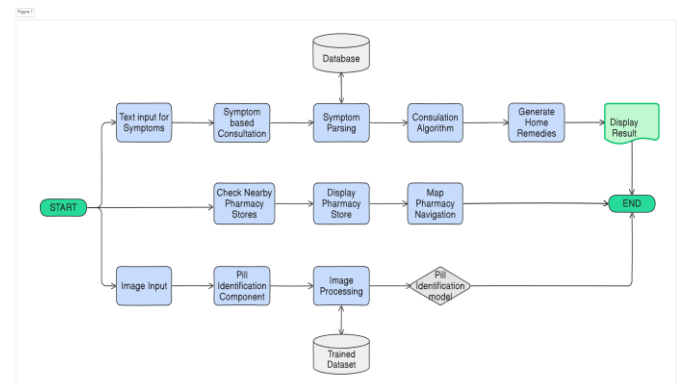 Figure 1
Database
Text input for
Symptoms
Symptom
based
Consultation
Symptom
Parsing
Consulation
Algorithm
Generate
Home
Remedies
Display
Result
START
Check Nearby
Pharmacy
Stores
Display
Pharmacy
Store
Map
Pharmacy
Navigation
END
Image Input
Pill
Identification
Component
Image
Processing
Pill
Identification
model
Trained
Dataset